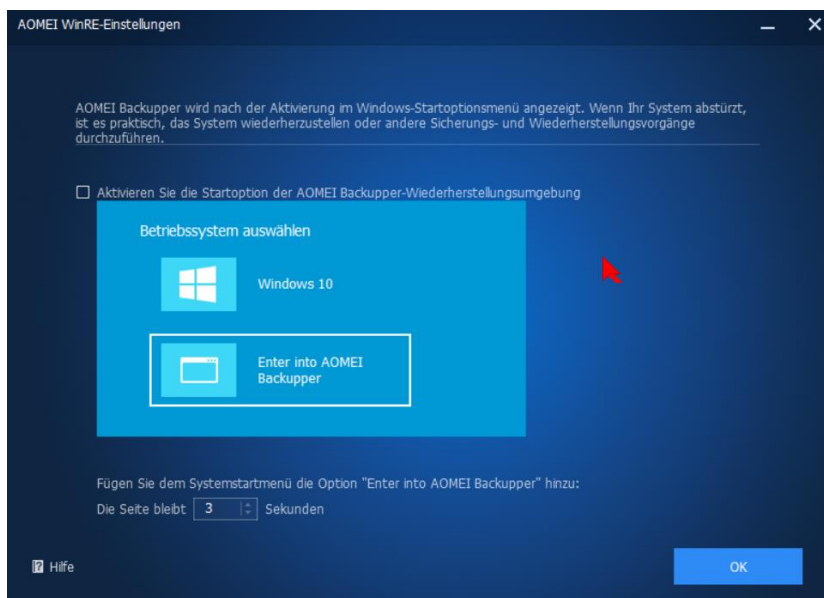 AOMEI WinRE-Einstellungen
AOMEI Backupper wird nach der Aktivierung im Windows-Startoptionsmenü angezeigt. Wenn Ihr System abstürzt,
ist es praktisch, das System wiederherzustellen oder andere Sicherungs- und Wiederherstellungsvorgänge
durchzuführen.
Aktivieren Sie die Startoption der AOMEI Backupper-Wiederherstellungsumgebung
Betriebssystem auswählen
Windows 10
Enter into AOMEI
Backupper
Fügen Sie dem Systemstartmenü die Option "Enter into AOMEI Backupper" hinzu:
Die Seite bleibt 3 Sekunden
Hilfe
OK